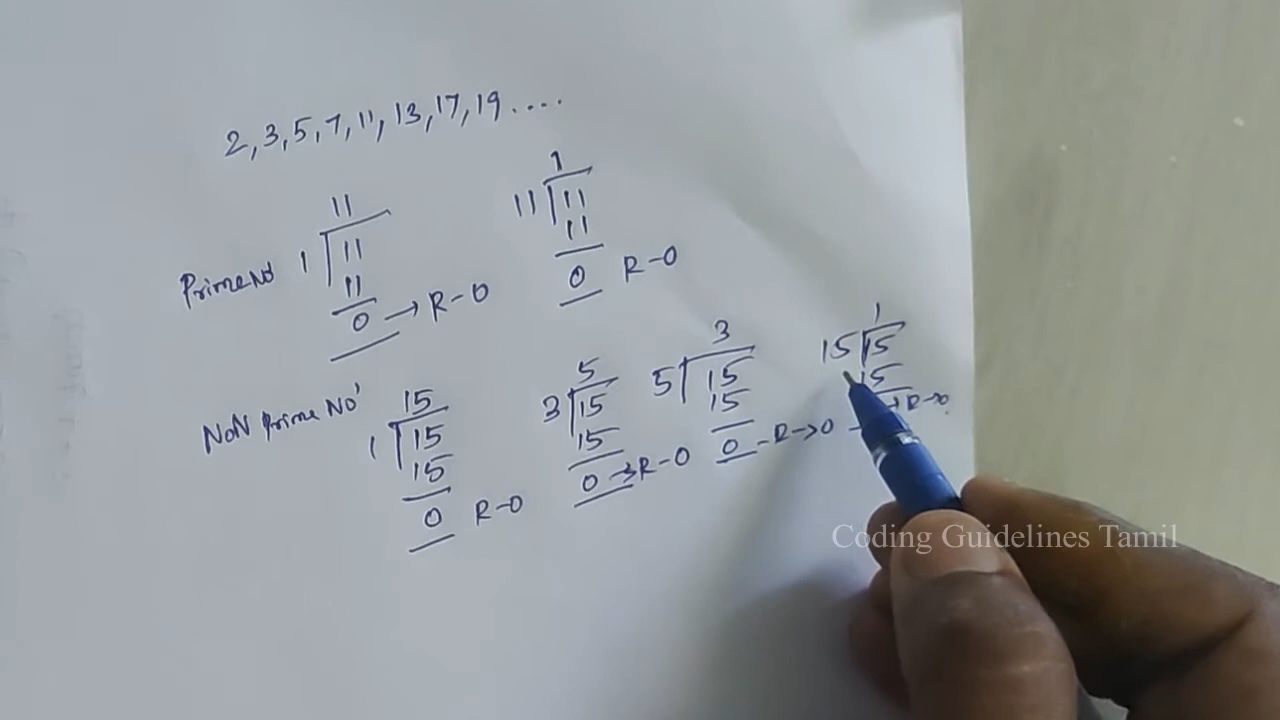 2, 3, 5, 7, 11, 13, 17, 19 ....
Prime No
11
1 11
11
0 → R - 0
1
11 11
11
0 R - 0
NoN Prime No'
15
1 15
15
0 R - 0
5
3 15
15
0 → R - 0
3
5 15
15
0 - R → 0
1
15 15
15
R → 0
Coding Guidelines Tamil